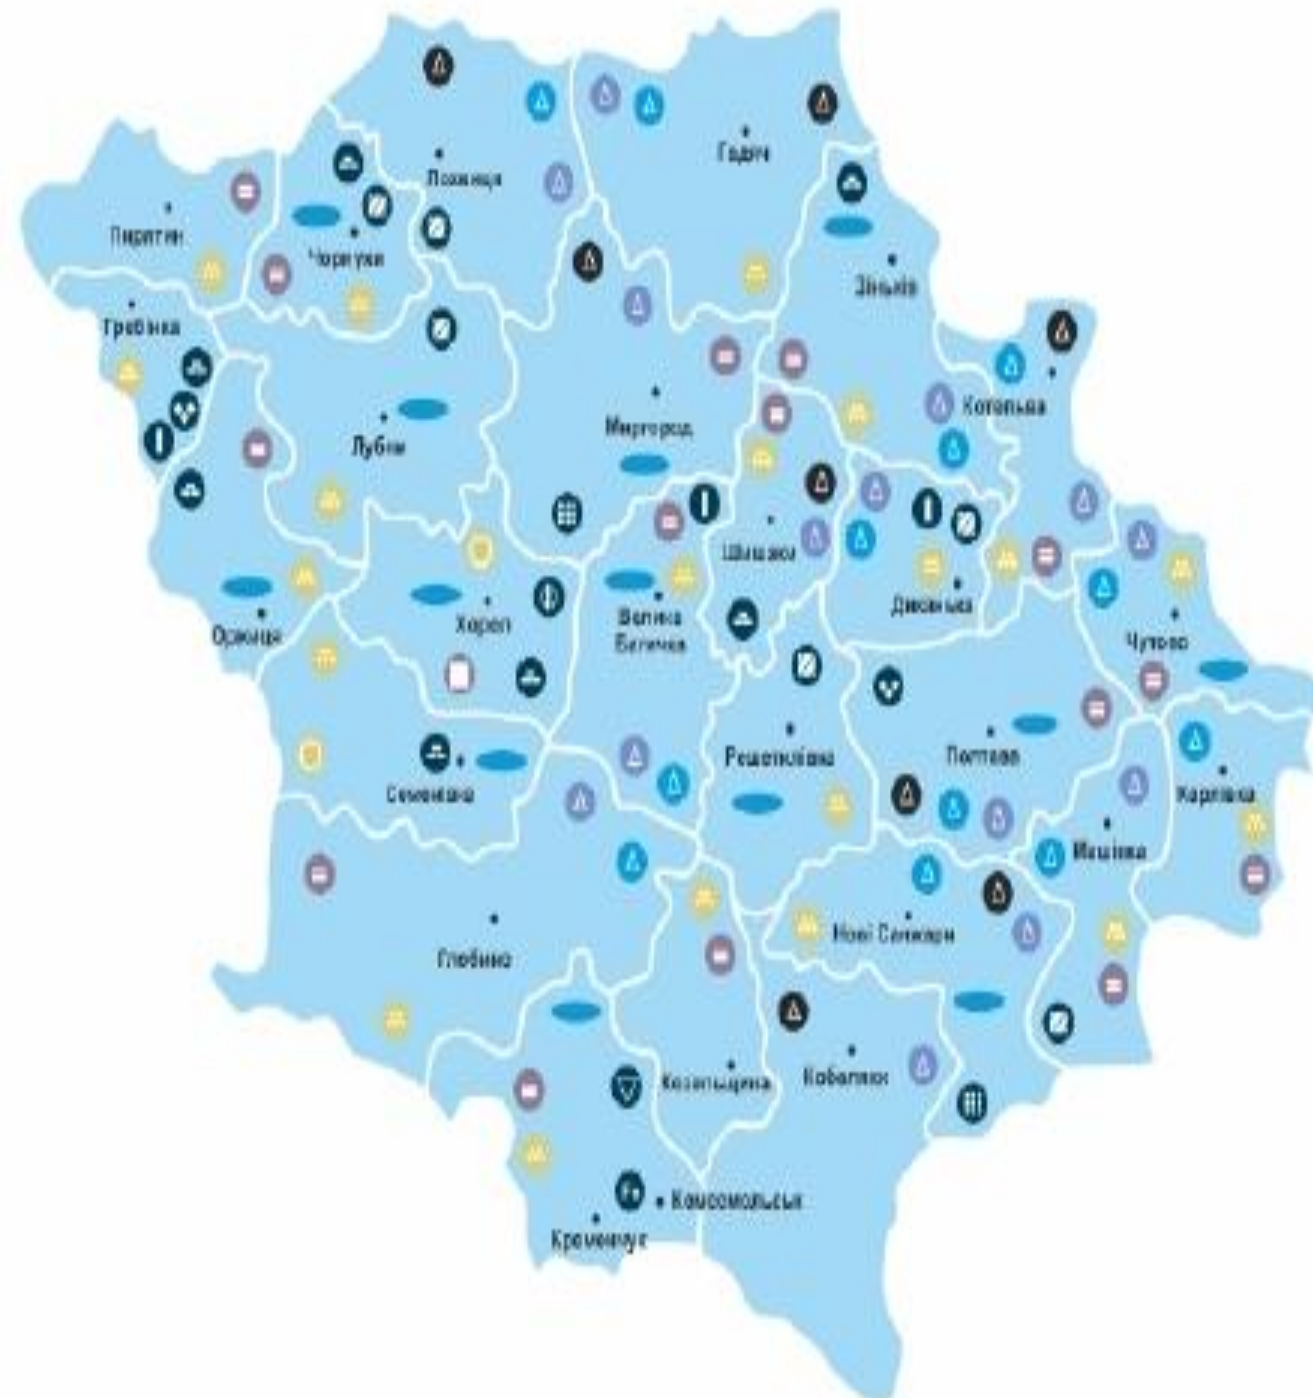 Гадяч
Лохвиця
Пирятин
Чорнухи
Зіньків
Гребінка
Котельва
Миргород
Лубни
Шишаки
Диканька
Хорол
Велика
Багачка
Оржиця
Чутово
Решетилівка
Полтава
Семенівка
Карлівка
Машівка
Нові Санжари
Глобино
Козельщина
Кобеляки
Комсомольськ
Кременчук